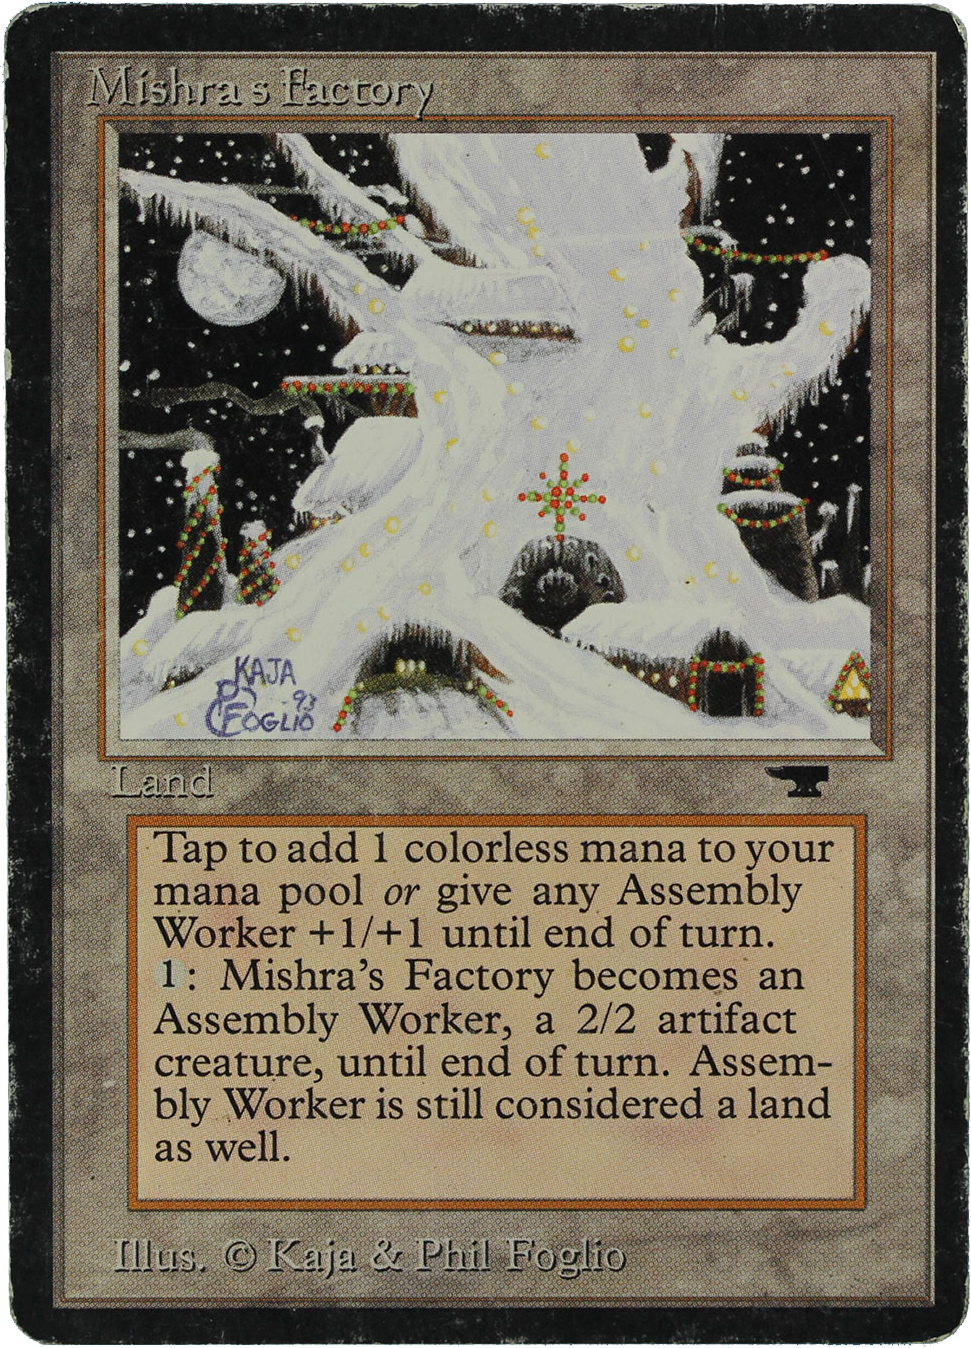 Mishra's Factory
KAJA
93
FOGLIO
Land
Tap to add 1 colorless mana to your
mana pool or give any Assembly
Worker +1/+1 until end of turn.
1: Mishra's Factory becomes an
Assembly Worker, a 2/2 artifact
creature, until end of turn. Assem-
bly Worker is still considered a land
as well.
Illus. © Kaja & Phil Foglio